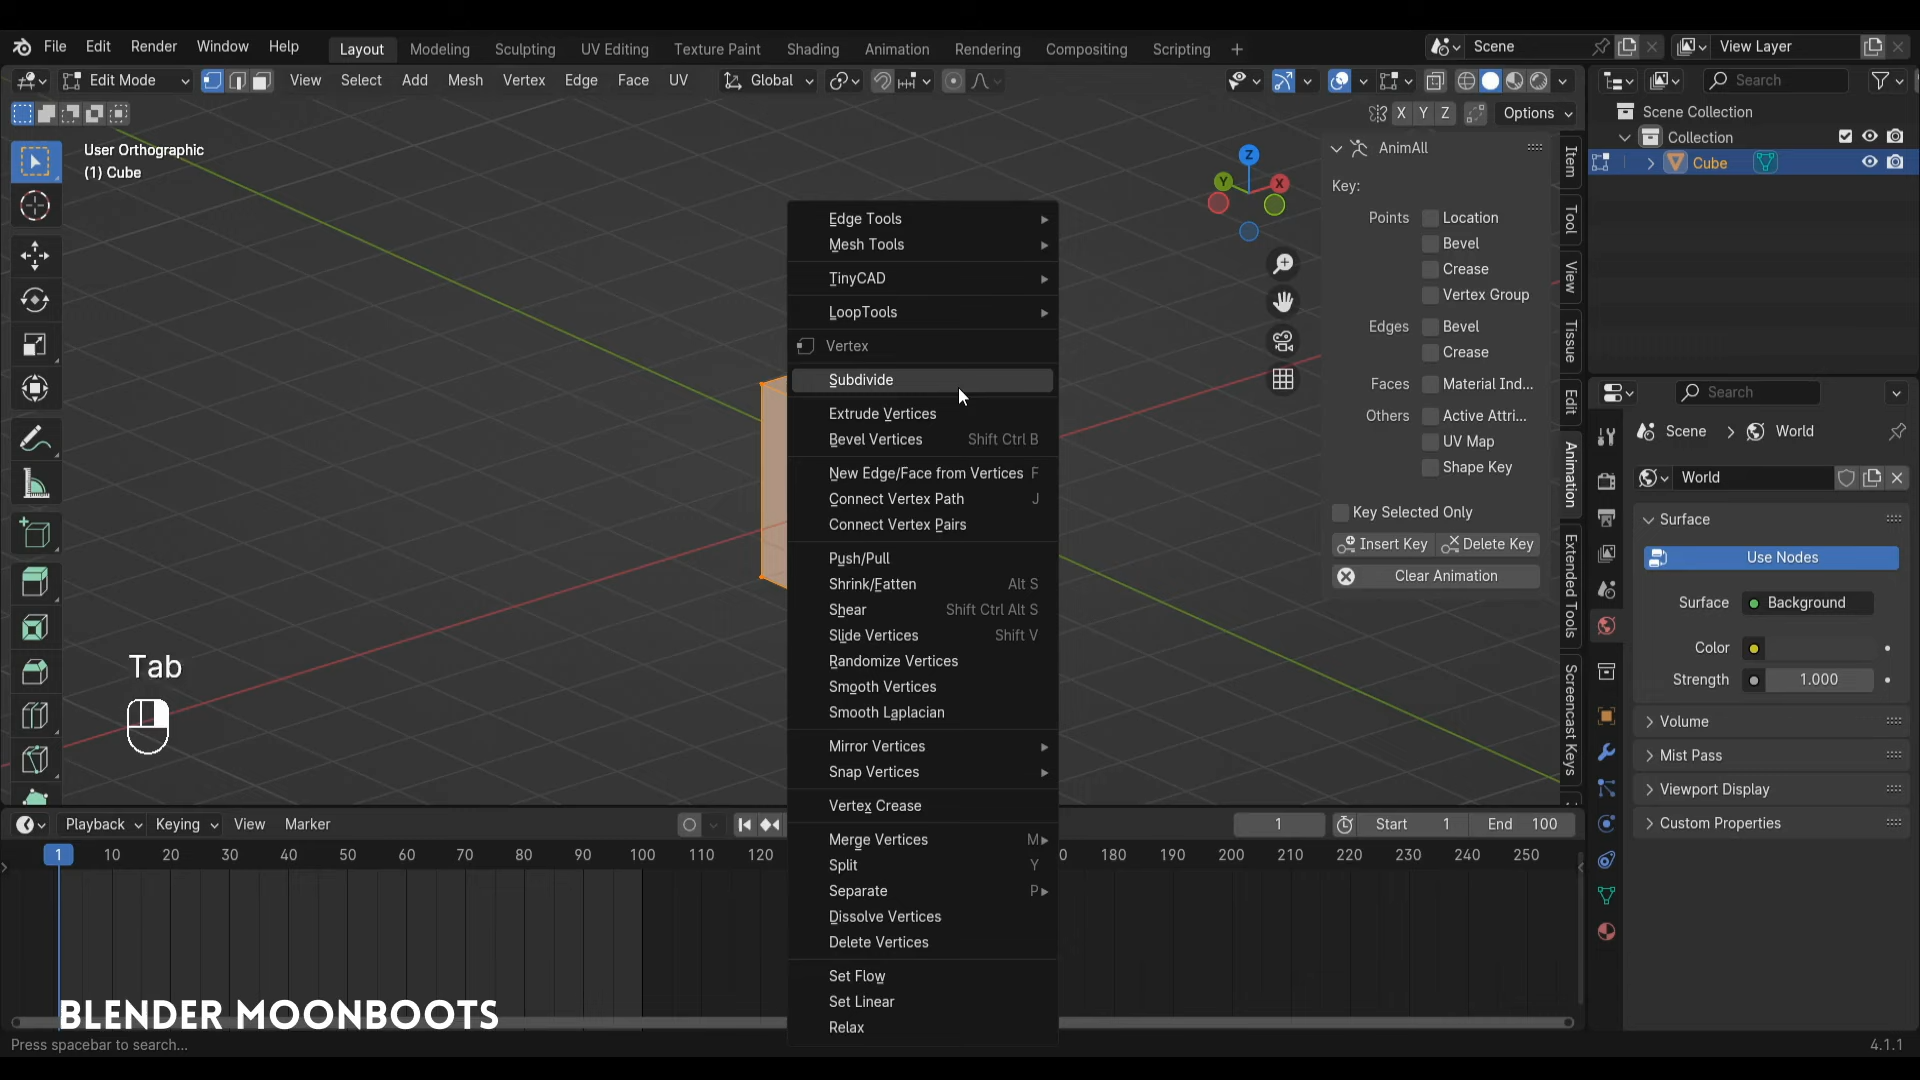 File Edit Render Window Help Layout Modeling Sculpting UV Editing Texture Paint Shading Animation Rendering Compositing Scripting + Scene View Layer
Edit Mode View Select Add Mesh Vertex Edge Face UV Global Search
X Y Z Options
User Orthographic
(1) Cube
Z
Y
X
Scene Collection
Collection
Cube
AnimAll
Key:
Points Location
Bevel
Crease
Vertex Group
Edges Bevel
Crease
Faces Material Ind...
Others Active Attri...
UV Map
Shape Key
Key Selected Only
Insert Key Delete Key
Clear Animation
Item
Tool
View
Tissue
Edit
Animation
Extended Tools
Screencast Keys
Edge Tools
Mesh Tools
TinyCAD
LoopTools
Vertex
Subdivide
Extrude Vertices
Bevel Vertices Shift Ctrl B
New Edge/Face from Vertices F
Connect Vertex Path J
Connect Vertex Pairs
Push/Pull
Shrink/Fatten Alt S
Shear Shift Ctrl Alt S
Slide Vertices Shift V
Randomize Vertices
Smooth Vertices
Smooth Laplacian
Mirror Vertices
Snap Vertices
Vertex Crease
Merge Vertices M
Split Y
Separate P
Dissolve Vertices
Delete Vertices
Set Flow
Set Linear
Relax
Search
Scene > World
World
Surface
Use Nodes
Surface Background
Color
Strength 1.000
Volume
Mist Pass
Viewport Display
Custom Properties
Tab
Playback Keying View Marker 1 Start 1 End 100
1 10 20 30 40 50 60 70 80 90 100 110 120 0 180 190 200 210 220 230 240 250
BLENDER MOONBOOTS
Press spacebar to search... 4.1.1